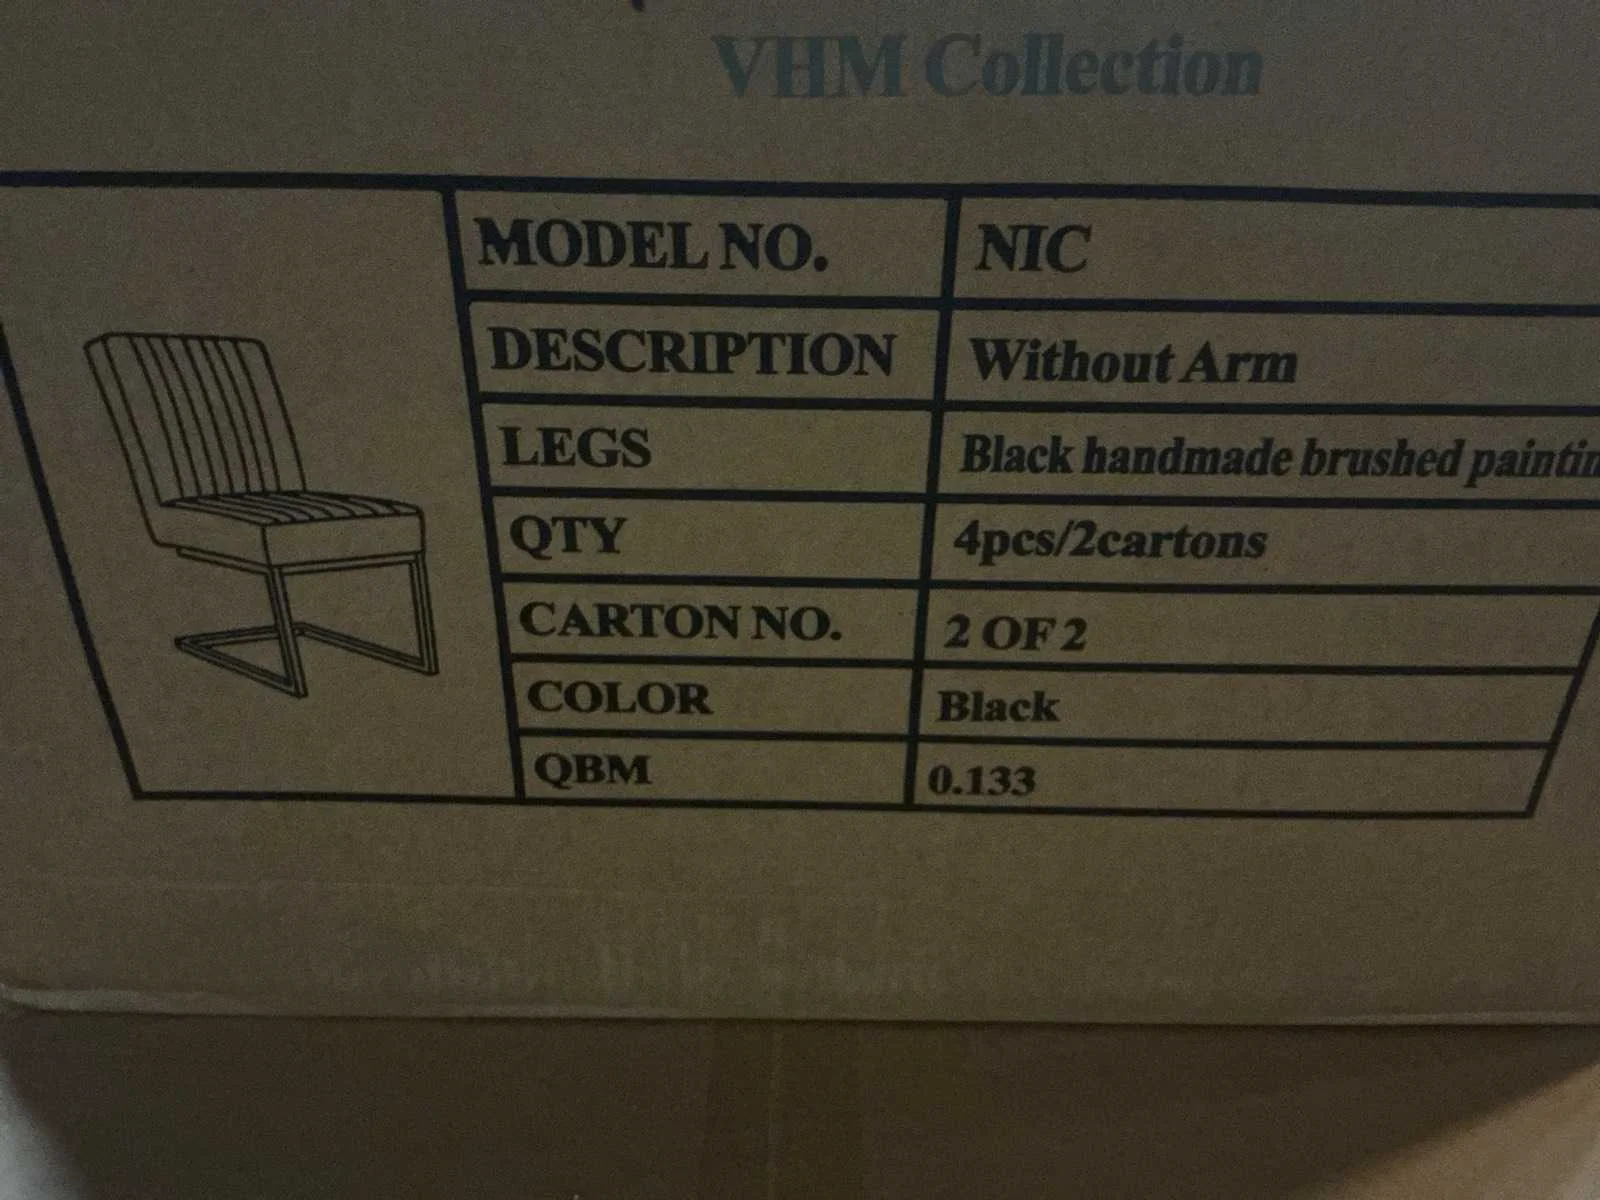 VHM Collection
MODEL NO. NIC
DESCRIPTION Without Arm
LEGS Black handmade brushed paintin
QTY 4pcs/2cartons
CARTON NO. 2 OF 2
COLOR Black
QBM 0.133